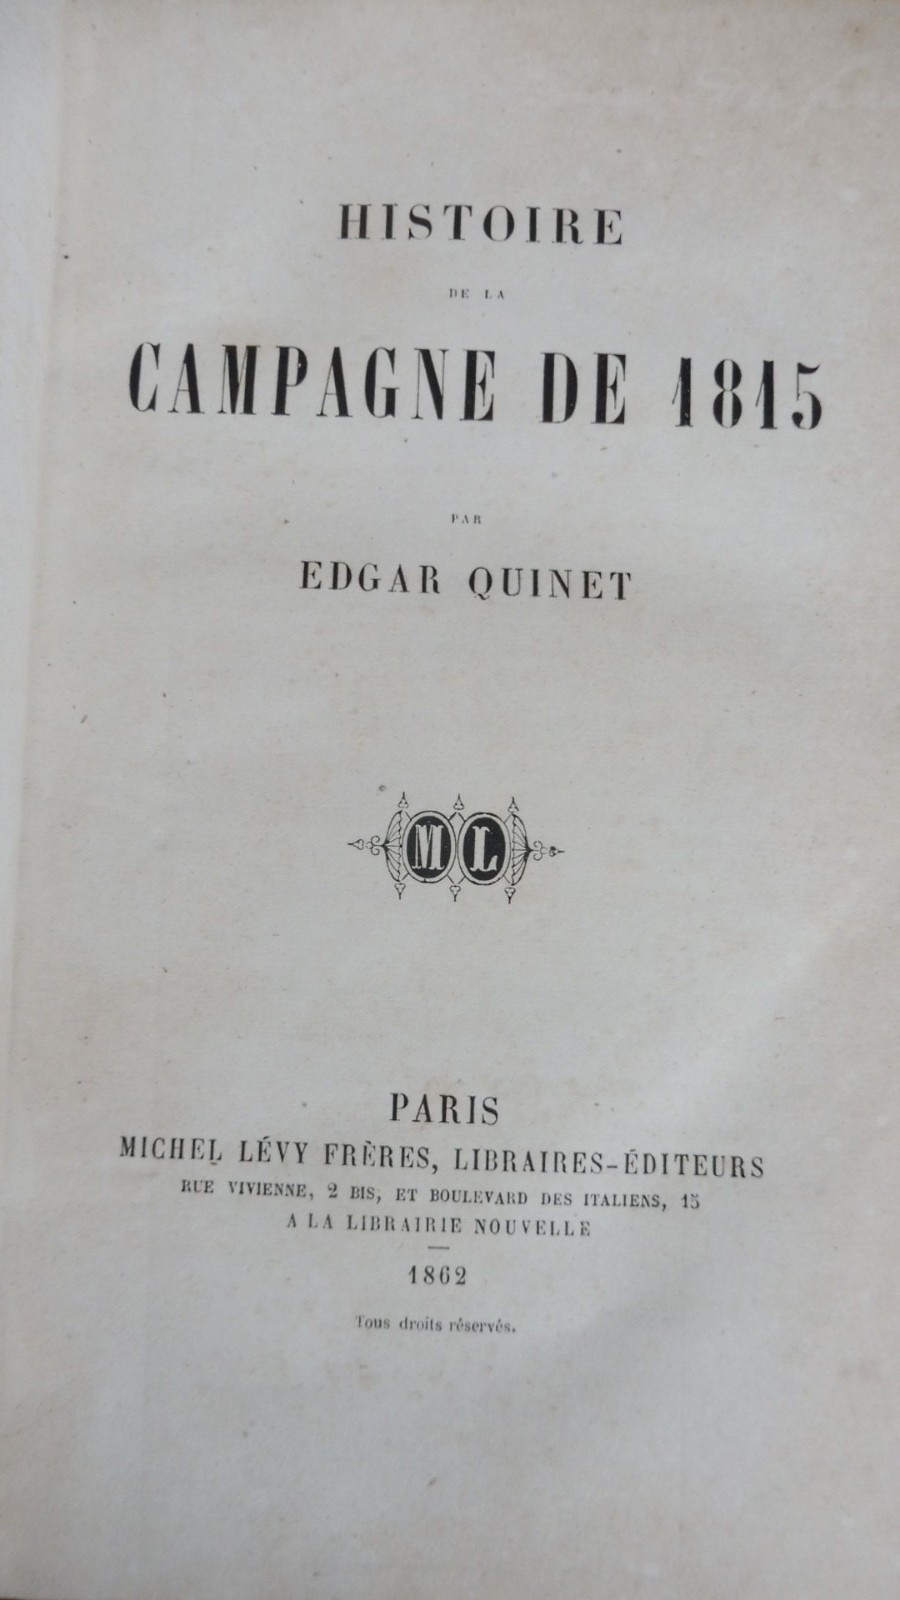 HISTOIRE
DE LA
CAMPAGNE DE 1815
PAR
EDGAR QUINET
ML
PARIS
MICHEL LÉVY FRÈRES, LIBRAIRES-ÉDITEURS
RUE VIVIENNE, 2 BIS, ET BOULEVARD DES ITALIENS, 15
A LA LIBRAIRIE NOUVELLE
1862
Tous droits réservés.